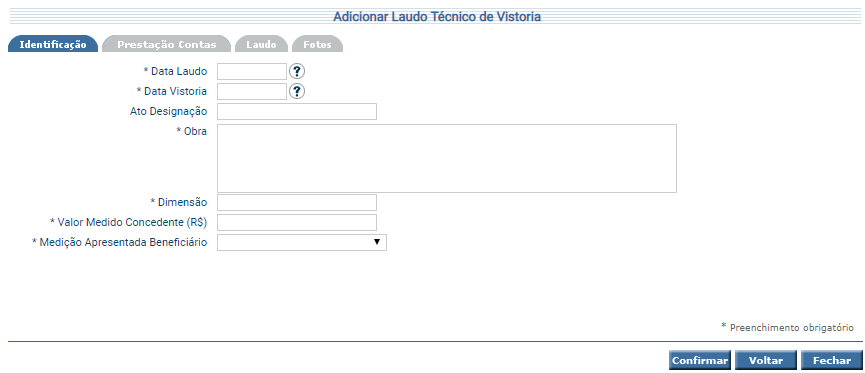 Adicionar Laudo Técnico de Vistoria
Identificação Prestação Contas Laudo Fotos
* Data Laudo ?
* Data Vistoria ?
Ato Designação
* Obra
* Dimensão
* Valor Medido Concedente (R$)
* Medição Apresentada Beneficiário
* Preenchimento obrigatório
Confirmar Voltar Fechar